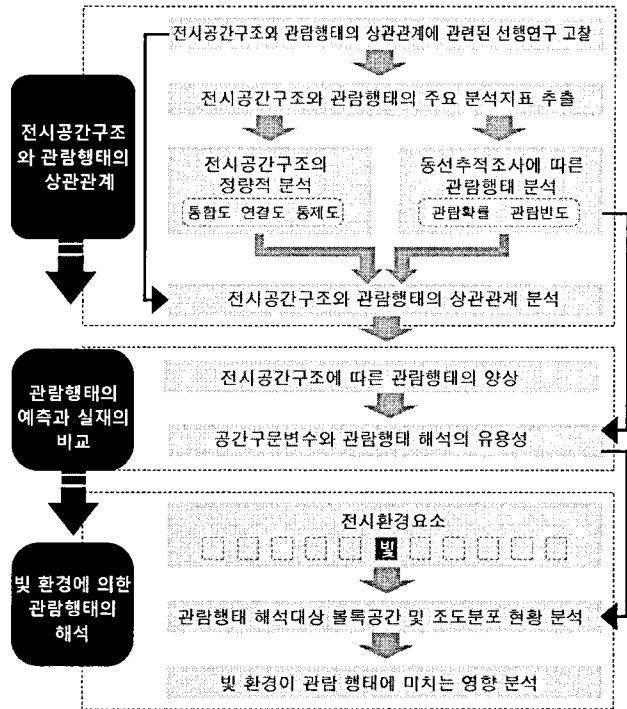 전시공간구조와 관람행태의 상관관계에 관련된 선행연구 고찰
전시공간구조
와 관람행태의
상관관계
전시공간구조와 관람행태의 주요 분석지표 추출
전시공간구조의
정량적 분석
통합도 연결도 통제도
동선추적조사에 따른
관람행태 분석
관람확률 관람빈도
전시공간구조와 관람행태의 상관관계 분석
관람행태의
예측과 실재의
비교
전시공간구조에 따른 관람행태의 양상
공간구문변수와 관람행태 해석의 유용성
빛 환경에 의한
관람행태의
해석
전시환경요소
빛
관람행태 해석대상 볼록공간 및 조도분포 현황 분석
빛 환경이 관람 행태에 미치는 영향 분석